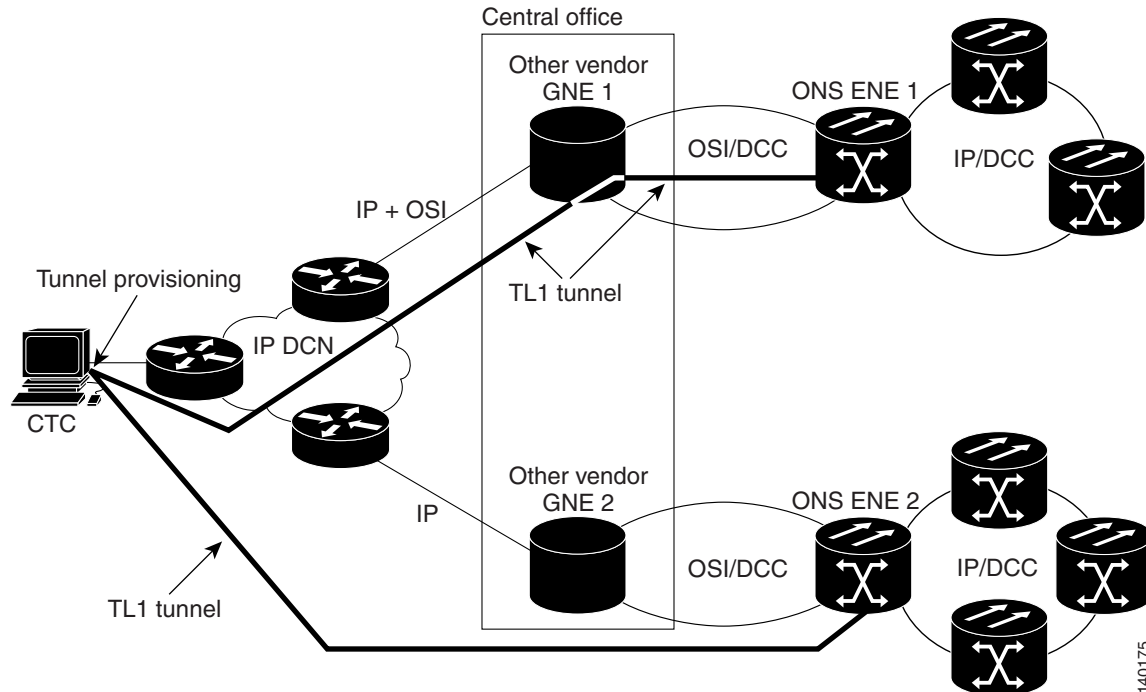 Central office
Other vendor
GNE 1
ONS ENE 1
OSI/DCC
IP/DCC
IP + OSI
Tunnel provisioning
TL1 tunnel
IP DCN
CTC
Other vendor
GNE 2
ONS ENE 2
IP
OSI/DCC
IP/DCC
TL1 tunnel
140175